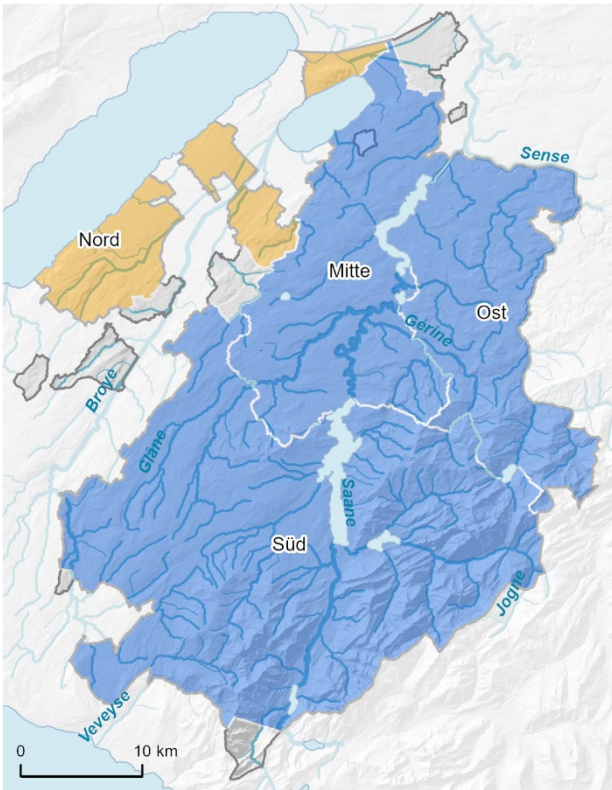 Sense
Nord
Mitte
Ost
Gérine
Broye
Glâne
Saane
Süd
Jogne
Veveyse
0 10 km